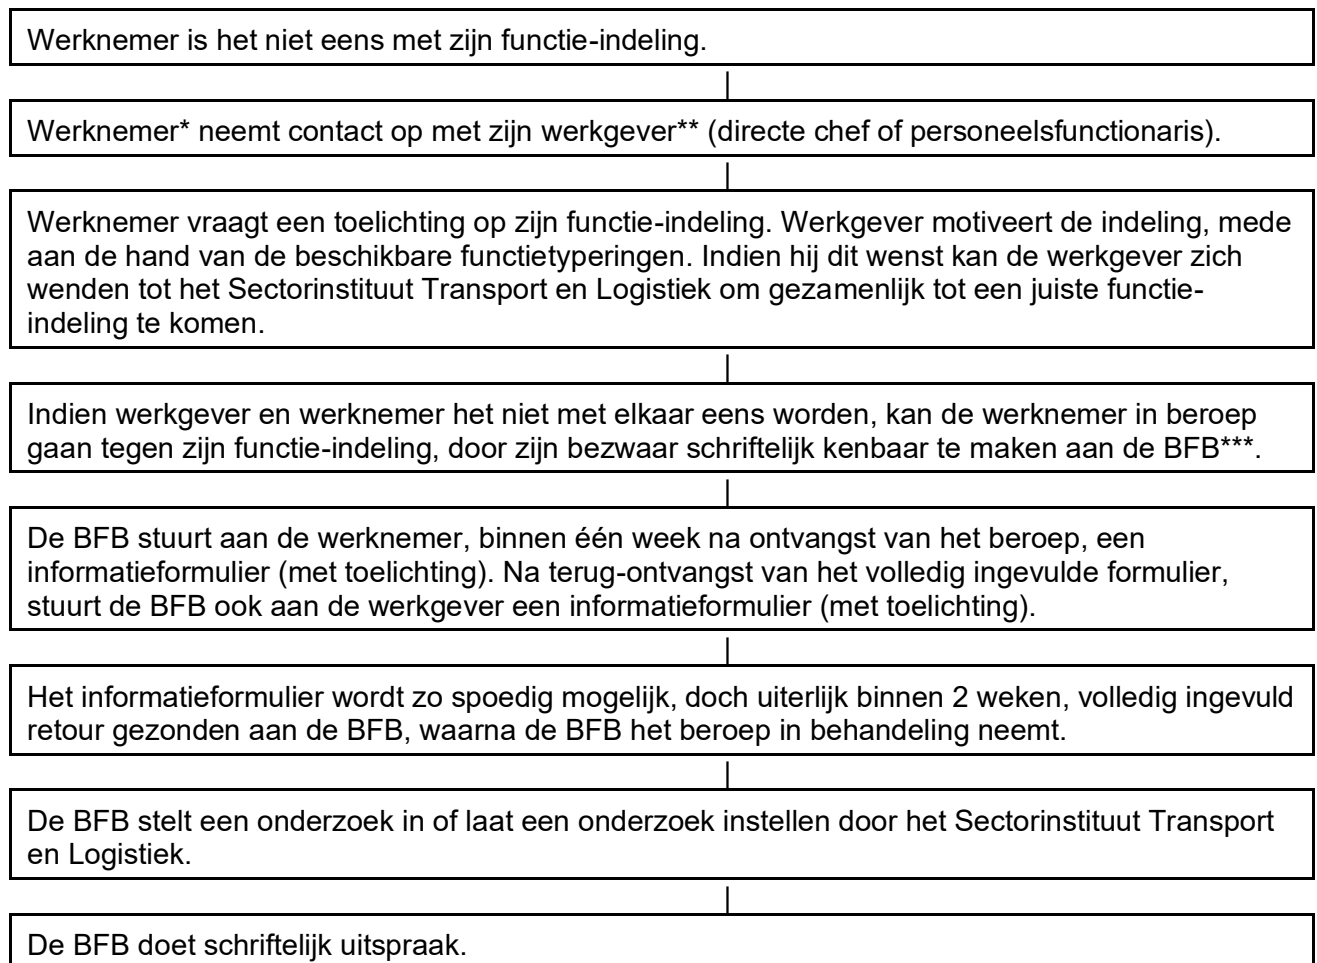 Werknemer is het niet eens met zijn functie-indeling.
Werknemer* neemt contact op met zijn werkgever** (directe chef of personeelsfunctionaris).
Werknemer vraagt een toelichting op zijn functie-indeling. Werkgever motiveert de indeling, mede
aan de hand van de beschikbare functietyperingen. Indien hij dit wenst kan de werkgever zich
wenden tot het Sectorinstituut Transport en Logistiek om gezamenlijk tot een juiste functie-
indeling te komen.
Indien werkgever en werknemer het niet met elkaar eens worden, kan de werknemer in beroep
gaan tegen zijn functie-indeling, door zijn bezwaar schriftelijk kenbaar te maken aan de BFB***.
De BFB stuurt aan de werknemer, binnen één week na ontvangst van het beroep, een
informatieformulier (met toelichting). Na terug-ontvangst van het volledig ingevulde formulier,
stuurt de BFB ook aan de werkgever een informatieformulier (met toelichting).
Het informatieformulier wordt zo spoedig mogelijk, doch uiterlijk binnen 2 weken, volledig ingevuld
retour gezonden aan de BFB, waarna de BFB het beroep in behandeling neemt.
De BFB stelt een onderzoek in of laat een onderzoek instellen door het Sectorinstituut Transport
en Logistiek.
De BFB doet schriftelijk uitspraak.